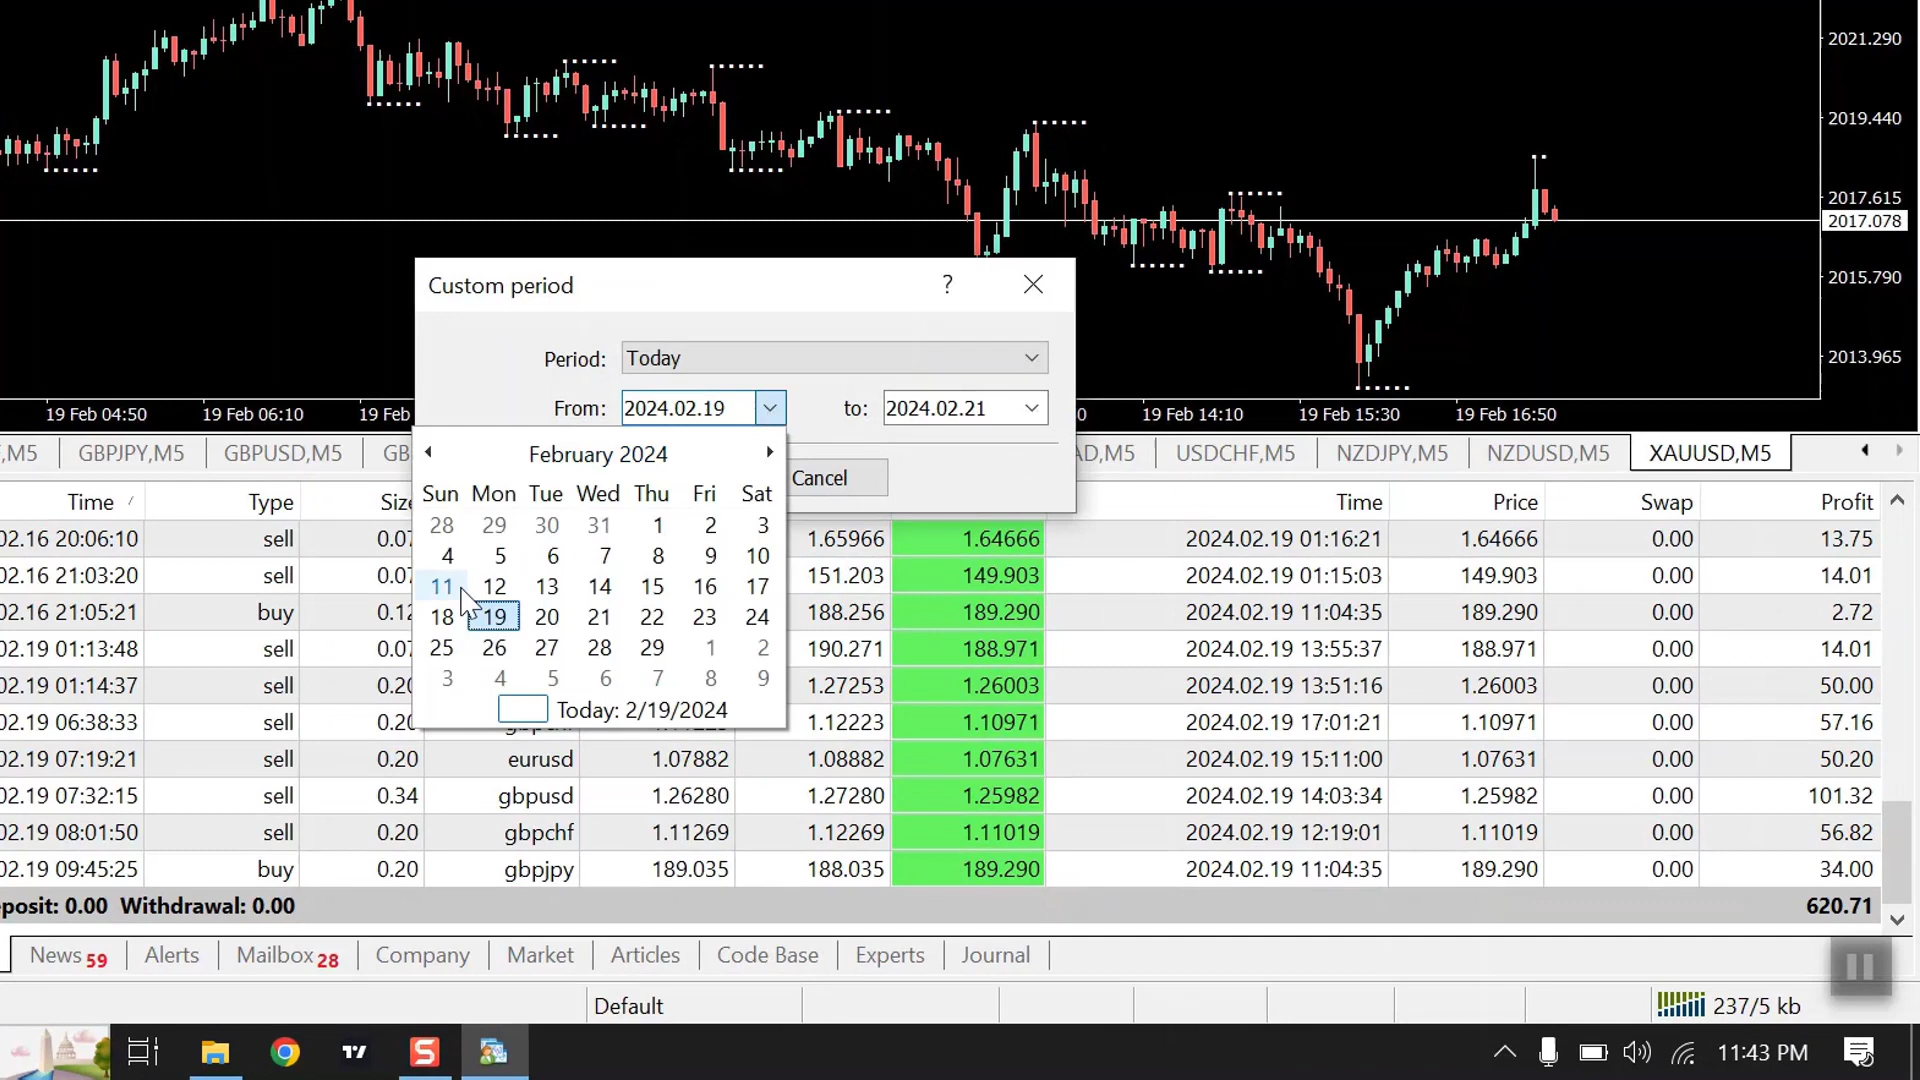 2021.290
2019.440
2017.615
2017.078
2015.790
2013.965
19 Feb 04:50 19 Feb 06:10 19 Feb 0 19 Feb 14:10 19 Feb 15:30 19 Feb 16:50
Custom period ? ×
Period: Today
From: 2024.02.19 to: 2024.02.21
Cancel
February 2024
Sun Mon Tue Wed Thu Fri Sat
28 29 30 31 1 2 3
4 5 6 7 8 9 10
11 12 13 14 15 16 17
18 19 20 21 22 23 24
25 26 27 28 29 1 2
3 4 5 6 7 8 9
Today: 2/19/2024
,M5 GBPJPY,M5 GBPUSD,M5 GB AD,M5 USDCHF,M5 NZDJPY,M5 NZDUSD,M5 XAUUSD,M5
Time / Type Size Time Price Swap Profit
02.16 20:06:10 sell 0.07 1.65966 1.64666 2024.02.19 01:16:21 1.64666 0.00 13.75
02.16 21:03:20 sell 0.07 151.203 149.903 2024.02.19 01:15:03 149.903 0.00 14.01
02.16 21:05:21 buy 0.12 188.256 189.290 2024.02.19 11:04:35 189.290 0.00 2.72
02.19 01:13:48 sell 0.07 190.271 188.971 2024.02.19 13:55:37 188.971 0.00 14.01
02.19 01:14:37 sell 0.20 1.27253 1.26003 2024.02.19 13:51:16 1.26003 0.00 50.00
02.19 06:38:33 sell 0.20 1.12223 1.10971 2024.02.19 17:01:21 1.10971 0.00 57.16
02.19 07:19:21 sell 0.20 eurusd 1.07882 1.08882 1.07631 2024.02.19 15:11:00 1.07631 0.00 50.20
02.19 07:32:15 sell 0.34 gbpusd 1.26280 1.27280 1.25982 2024.02.19 14:03:34 1.25982 0.00 101.32
02.19 08:01:50 sell 0.20 gbpchf 1.11269 1.12269 1.11019 2024.02.19 12:19:01 1.11019 0.00 56.82
02.19 09:45:25 buy 0.20 gbpjpy 189.035 188.035 189.290 2024.02.19 11:04:35 189.290 0.00 34.00
eposit: 0.00 Withdrawal: 0.00 620.71
News 59 Alerts Mailbox 28 Company Market Articles Code Base Experts Journal
Default 237/5 kb
11:43 PM